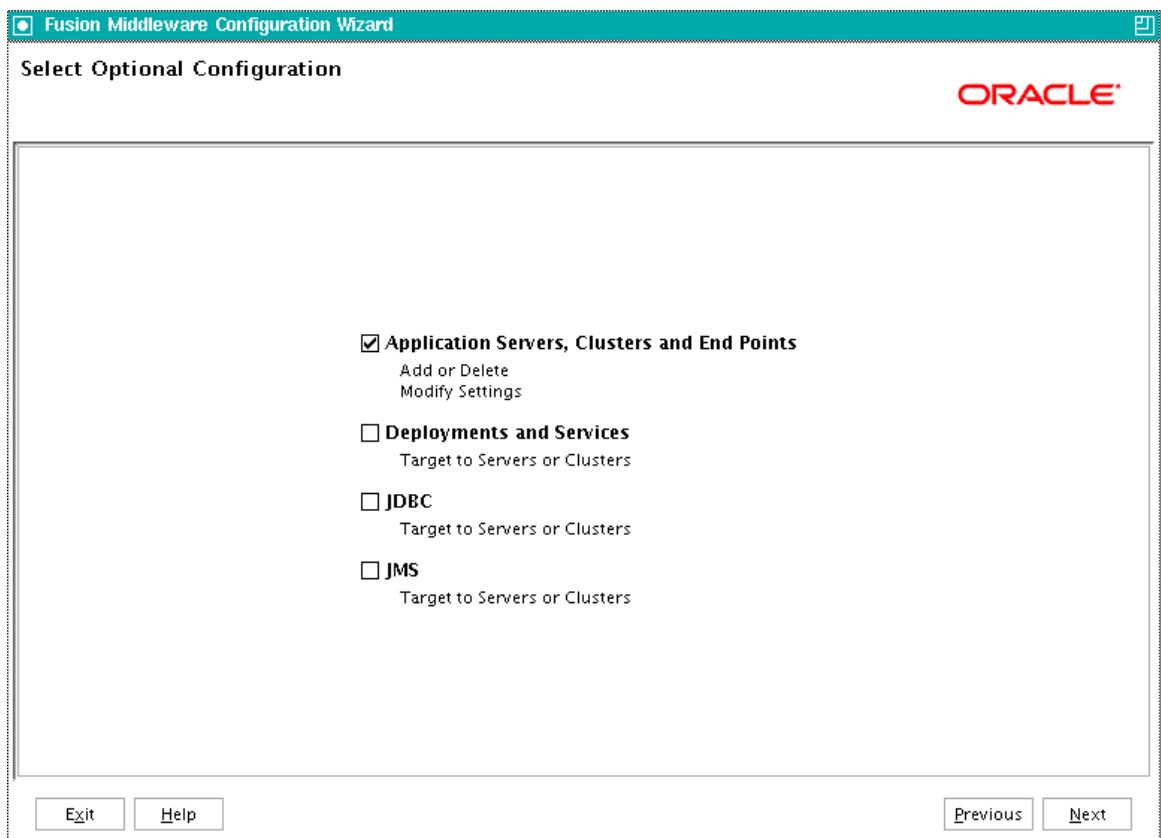 Fusion Middleware Configuration Wizard
Select Optional Configuration
ORACLE
Application Servers, Clusters and End Points
Add or Delete
Modify Settings
Deployments and Services
Target to Servers or Clusters
JDBC
Target to Servers or Clusters
JMS
Target to Servers or Clusters
Exit Help Previous Next